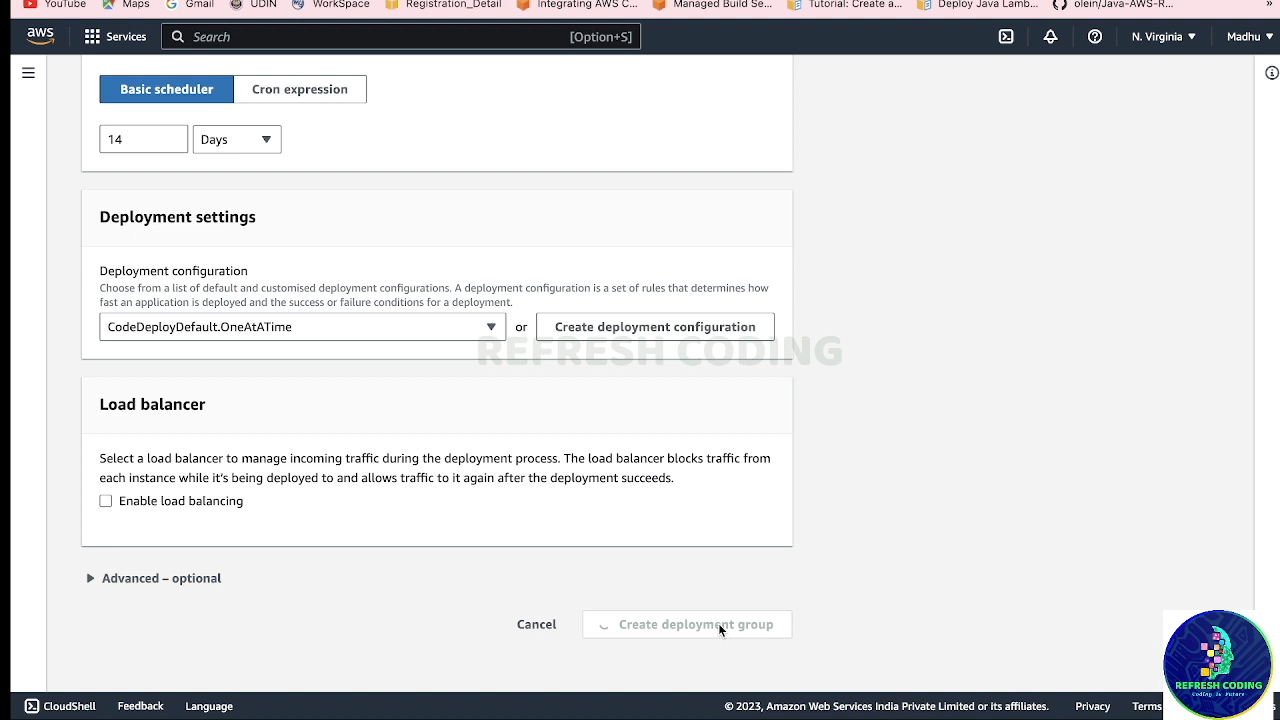 YouTube Maps Gmail UDIN WorkSpace Registration_Detail Integrating AWS C... Managed Build Se... Tutorial: Create a... Deploy Java Lamb... olein/Java-AWS-R... »
aws Services Search [Option+S] N. Virginia ▼ Madhu ▼
Basic scheduler Cron expression
14 Days
Deployment settings
Deployment configuration
Choose from a list of default and customised deployment configurations. A deployment configuration is a set of rules that determines how
fast an application is deployed and the success or failure conditions for a deployment.
CodeDeployDefault.OneAtATime or Create deployment configuration
REFRESH CODING
Load balancer
Select a load balancer to manage incoming traffic during the deployment process. The load balancer blocks traffic from
each instance while it's being deployed to and allows traffic to it again after the deployment succeeds.
Enable load balancing
Advanced – optional
Cancel Create deployment group
REFRESH CODING
Coding is Future
CloudShell Feedback Language © 2023, Amazon Web Services India Private Limited or its affiliates. Privacy Terms